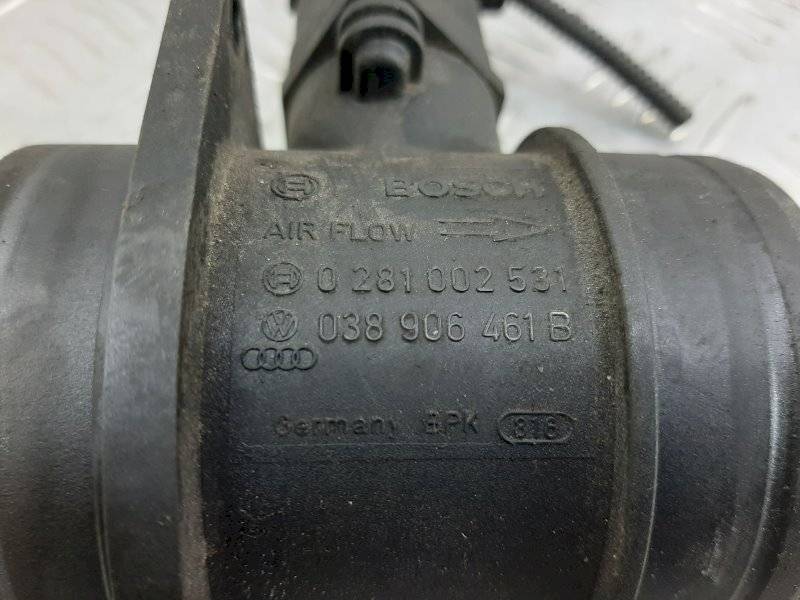 BOSCH
AIR FLOW
0 281 002 531
038 906 461 B
Germany BPK 816